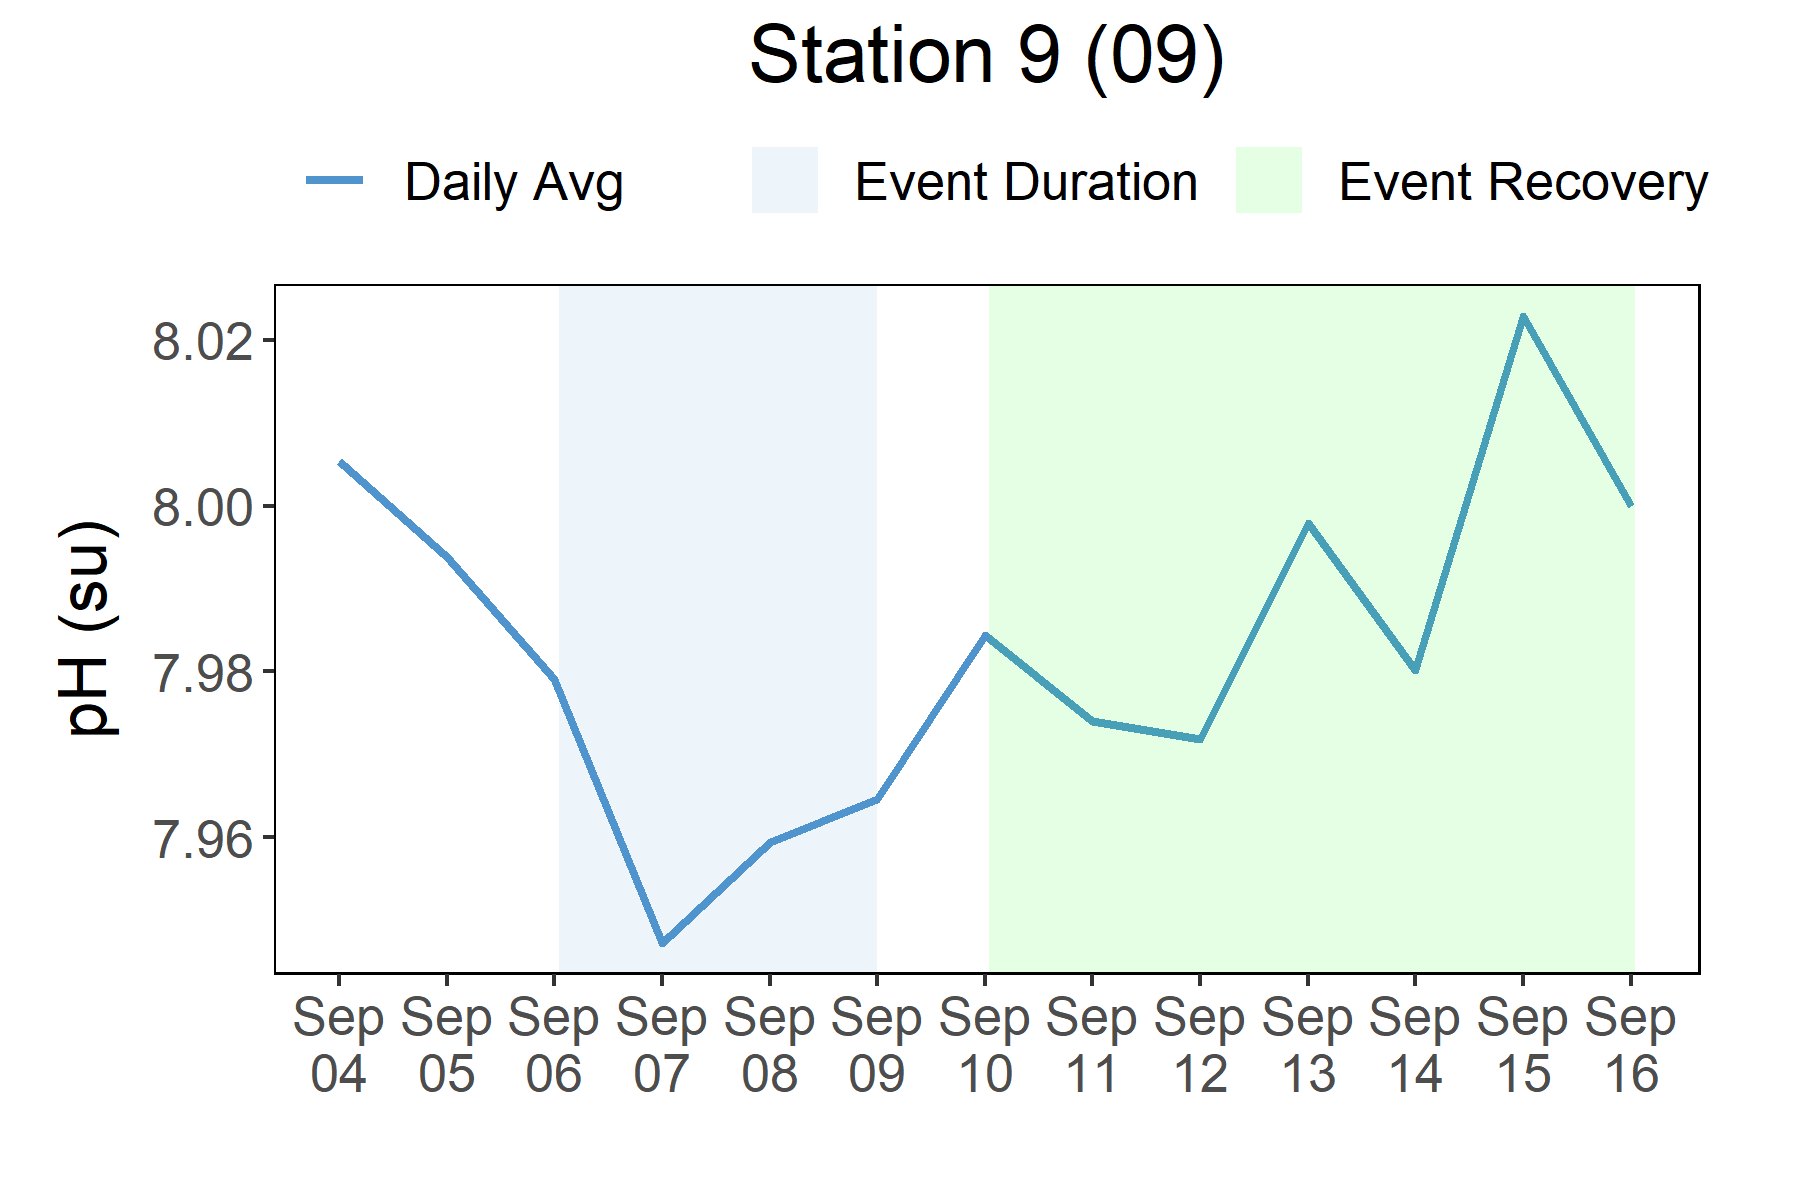 Station 9 (09)
Daily Avg Event Duration Event Recovery
pH (su)
8.02
8.00
7.98
7.96
Sep Sep Sep Sep Sep Sep Sep Sep Sep Sep Sep Sep Sep
04 05 06 07 08 09 10 11 12 13 14 15 16